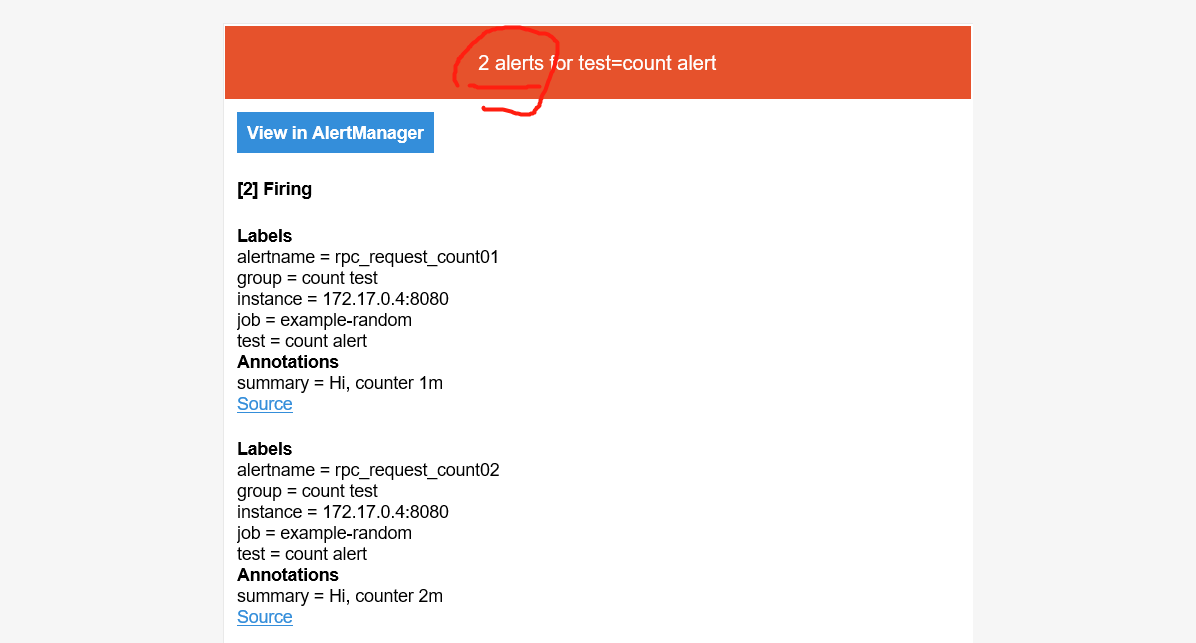 2 alerts for test=count alert
View in AlertManager
[2] Firing
Labels
alertname = rpc_request_count01
group = count test
instance = 172.17.0.4:8080
job = example-random
test = count alert
Annotations
summary = Hi, counter 1m
Source
Labels
alertname = rpc_request_count02
group = count test
instance = 172.17.0.4:8080
job = example-random
test = count alert
Annotations
summary = Hi, counter 2m
Source